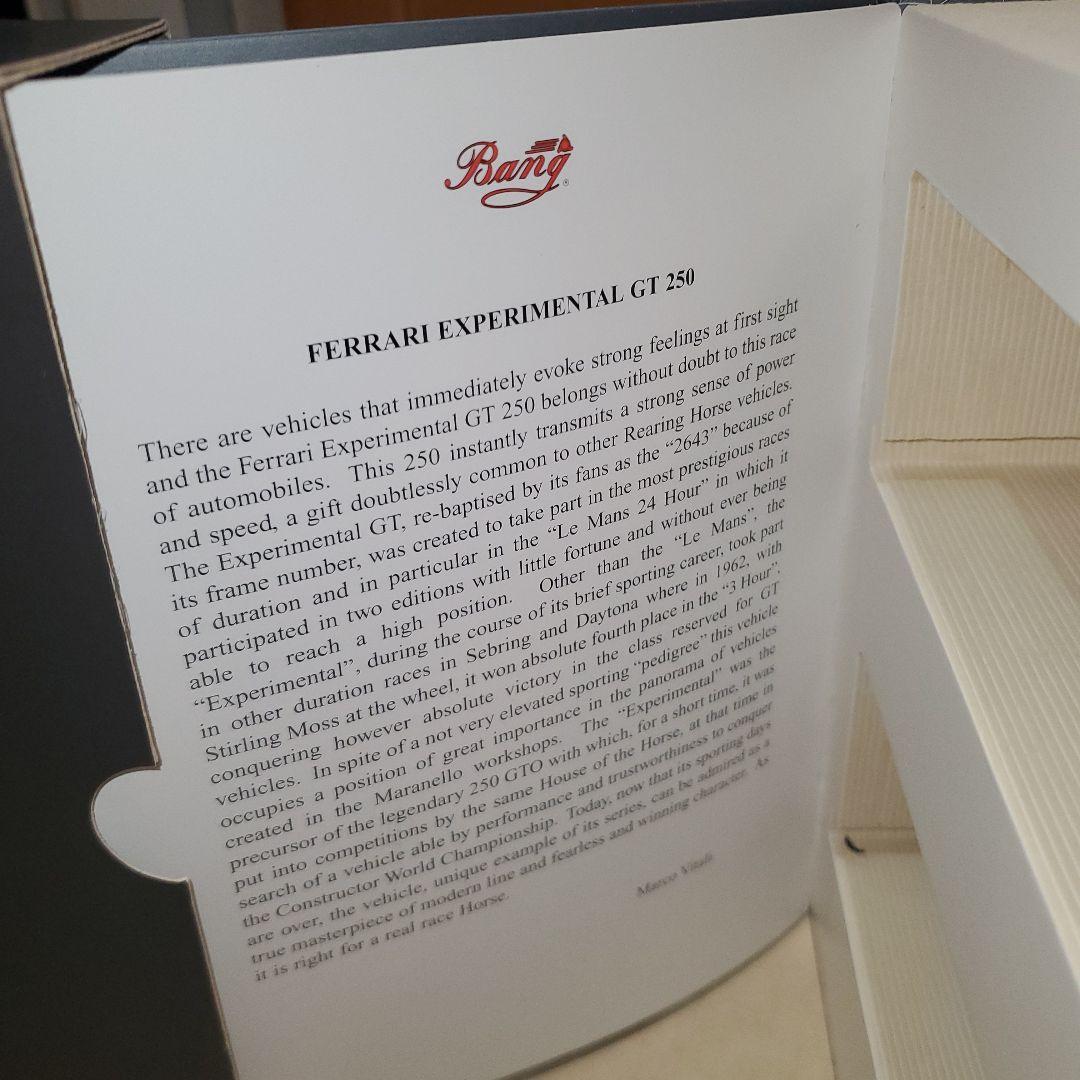 Bang
FERRARI EXPERIMENTAL GT 250
There are vehicles that immediately evoke strong feelings at first sight
and the Ferrari Experimental GT 250 belongs without doubt to this race
of automobiles. This 250 instantly transmits a strong sense of power
and speed, a gift doubtlessly common to other Rearing Horse vehicles.
The Experimental GT, re-baptised by its fans as the “2643” because of
its frame number, was created to take part in the most prestigious races
of duration and in particular in the “Le Mans 24 Hour” in which it
participated in two editions with little fortune and without ever being
able to reach a high position. Other than the “Le Mans”, the
“Experimental”, during the course of its brief sporting career, took part
in other duration races in Sebring and Daytona where in 1962, with
Stirling Moss at the wheel, it won absolute fourth place in the “3 Hour”,
conquering however absolute victory in the class reserved for GT
vehicles. In spite of a not very elevated sporting “pedigree” this vehicle
occupies a position of great importance in the panorama of vehicles
created in the Maranello workshops. The “Experimental” was the
precursor of the legendary 250 GTO with which, for a short time, it was
put into competitions by the same House of the Horse, at that time in
search of a vehicle able by performance and trustworthiness to conquer
the Constructor World Championship. Today, now that its sporting days
are over, the vehicle, unique example of its series, can be admired as a
true masterpiece of modern line and fearless and winning character. As
it is right for a real race Horse.
Marco Vitali